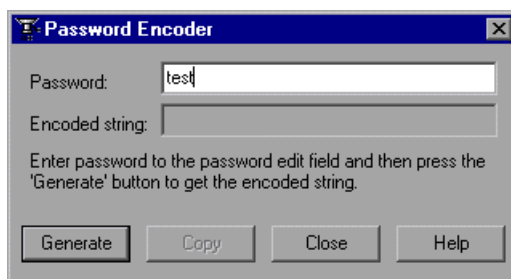 Password Encoder
Password: test
Encoded string:
Enter password to the password edit field and then press the
'Generate' button to get the encoded string.
Generate Copy Close Help